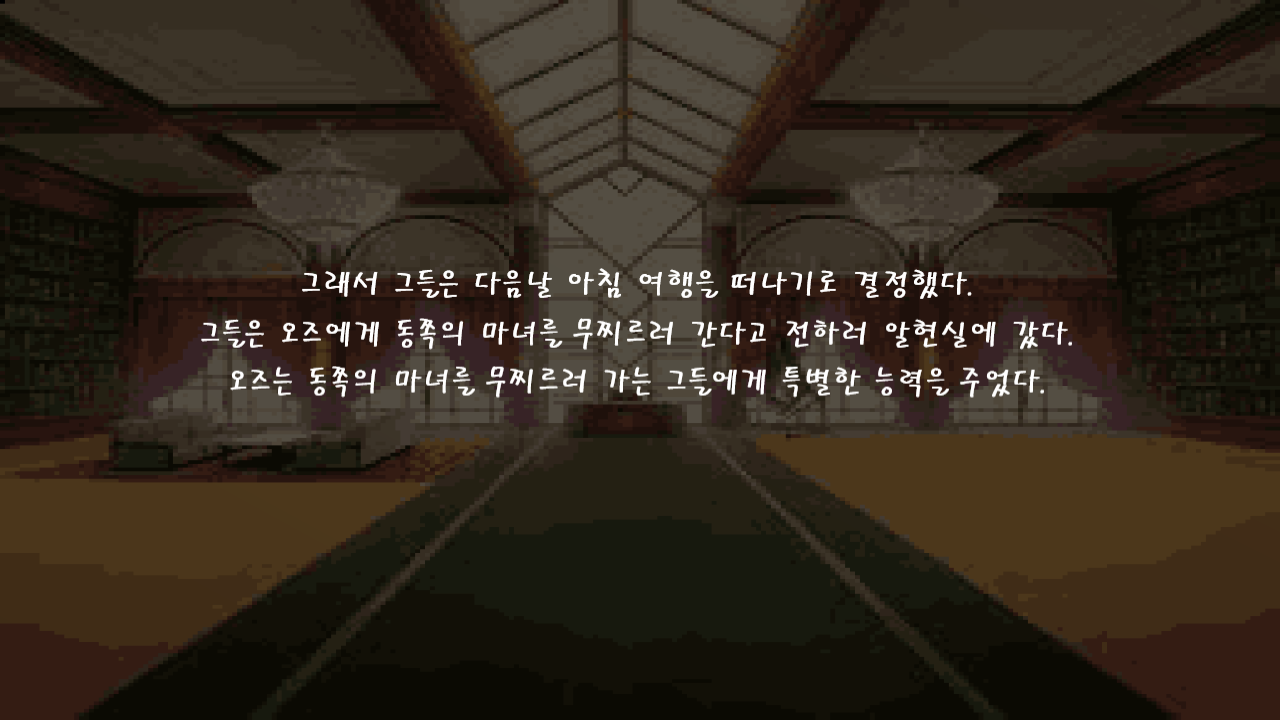 그래서 그들은 다음날 아침 여행을 떠나기로 결정했다.
그들은 오즈에게 동쪽의 마녀를 무찌르러 간다고 전하러 알현실에 갔다.
오즈는 동쪽의 마녀를 무찌르러 가는 그들에게 특별한 능력을 주었다.